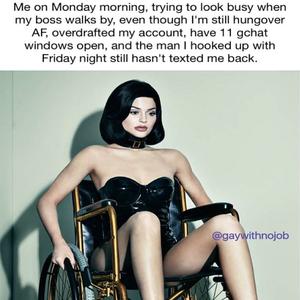 Me on Monday morning, trying to look busy when
my boss walks by, even though I'm still hungover
AF, overdrafted my account, have 11 gchat
windows open, and the man I hooked up with
Friday night still hasn't texted me back.
@gaywithnojob